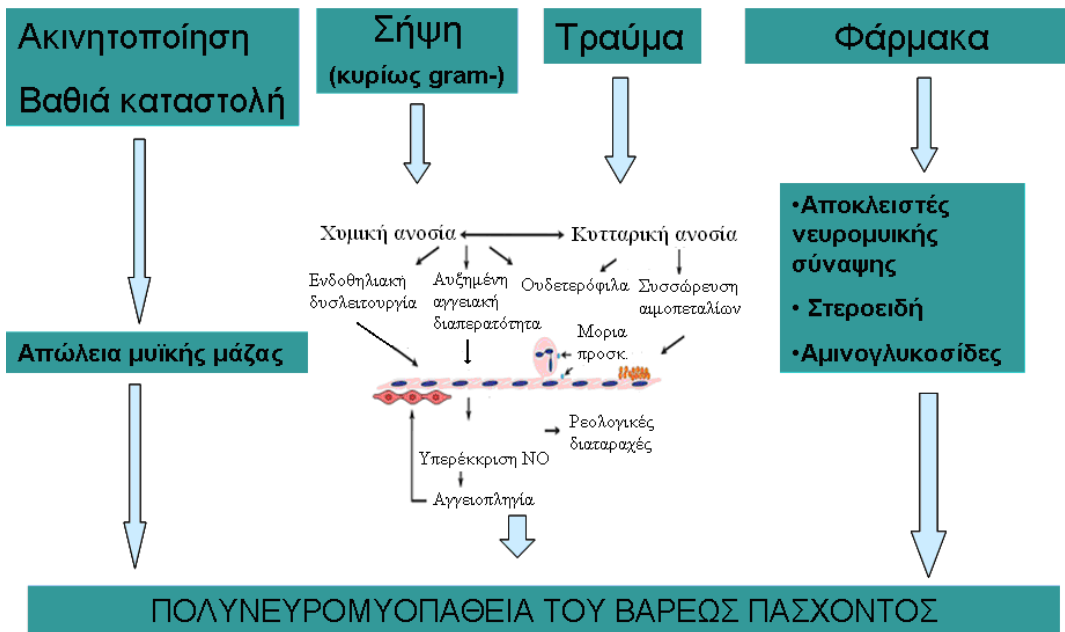 Ακινητοποίηση
Βαθιά καταστολή
Σήψη
(κυρίως gram-)
Τραύμα
Φάρμακα
Χυμική ανοσία
Κυτταρική ανοσία
Ενδοθηλιακή
δυσλειτουργία
Αυξημένη
αγγειακή
διαπερατότητα
Ουδετερόφιλα
Συσσώρευση
αιμοπεταλίων
Μορια
προσκ.
Ρεολογικές
διαταραχές
Υπερέκκριση NO
Αγγειοπληγία
Απώλεια μυϊκής μάζας
•Αποκλειστές
νευρομυικής
σύναψης
• Στεροειδή
•Αμινογλυκοσίδες
ΠΟΛΥΝΕΥΡΟΜΥΟΠΑΘΕΙΑ ΤΟΥ ΒΑΡΕΩΣ ΠΑΣΧΟΝΤΟΣ